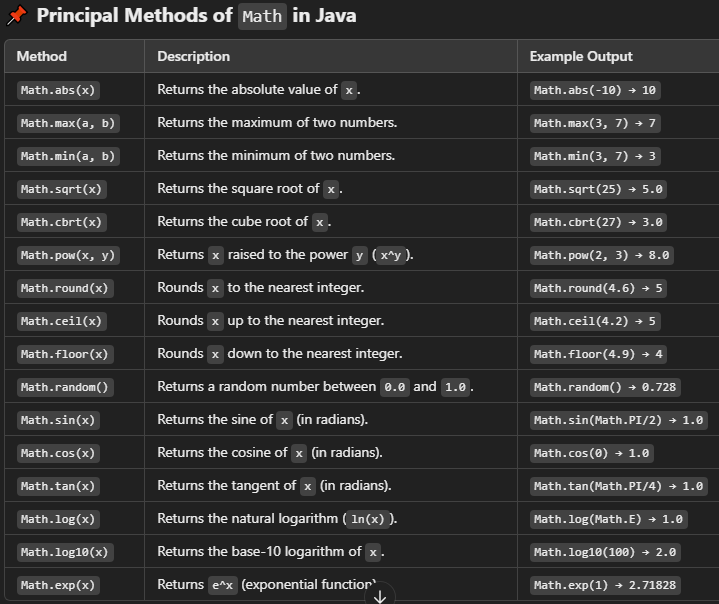 📌 Principal Methods of Math in Java
Method Description Example Output
Math.abs(x) Returns the absolute value of x. Math.abs(-10) → 10
Math.max(a, b) Returns the maximum of two numbers. Math.max(3, 7) → 7
Math.min(a, b) Returns the minimum of two numbers. Math.min(3, 7) → 3
Math.sqrt(x) Returns the square root of x. Math.sqrt(25) → 5.0
Math.cbrt(x) Returns the cube root of x. Math.cbrt(27) → 3.0
Math.pow(x, y) Returns x raised to the power y (x^y). Math.pow(2, 3) → 8.0
Math.round(x) Rounds x to the nearest integer. Math.round(4.6) → 5
Math.ceil(x) Rounds x up to the nearest integer. Math.ceil(4.2) → 5
Math.floor(x) Rounds x down to the nearest integer. Math.floor(4.9) → 4
Math.random() Returns a random number between 0.0 and 1.0. Math.random() → 0.728
Math.sin(x) Returns the sine of x (in radians). Math.sin(Math.PI/2) → 1.0
Math.cos(x) Returns the cosine of x (in radians). Math.cos(0) → 1.0
Math.tan(x) Returns the tangent of x (in radians). Math.tan(Math.PI/4) → 1.0
Math.log(x) Returns the natural logarithm (ln(x)). Math.log(Math.E) → 1.0
Math.log10(x) Returns the base-10 logarithm of x. Math.log10(100) → 2.0
Math.exp(x) Returns e^x (exponential function) Math.exp(1) → 2.71828